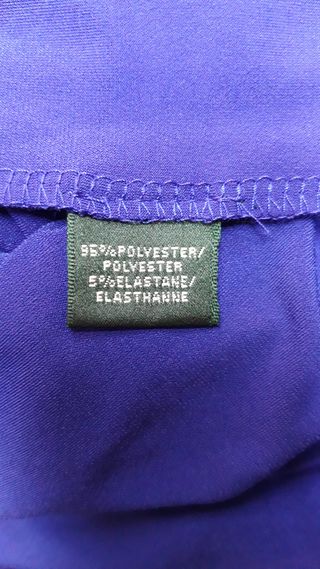 95%POLYESTER/
POLYESTER
5%ELASTANE/
ELASTHANNE